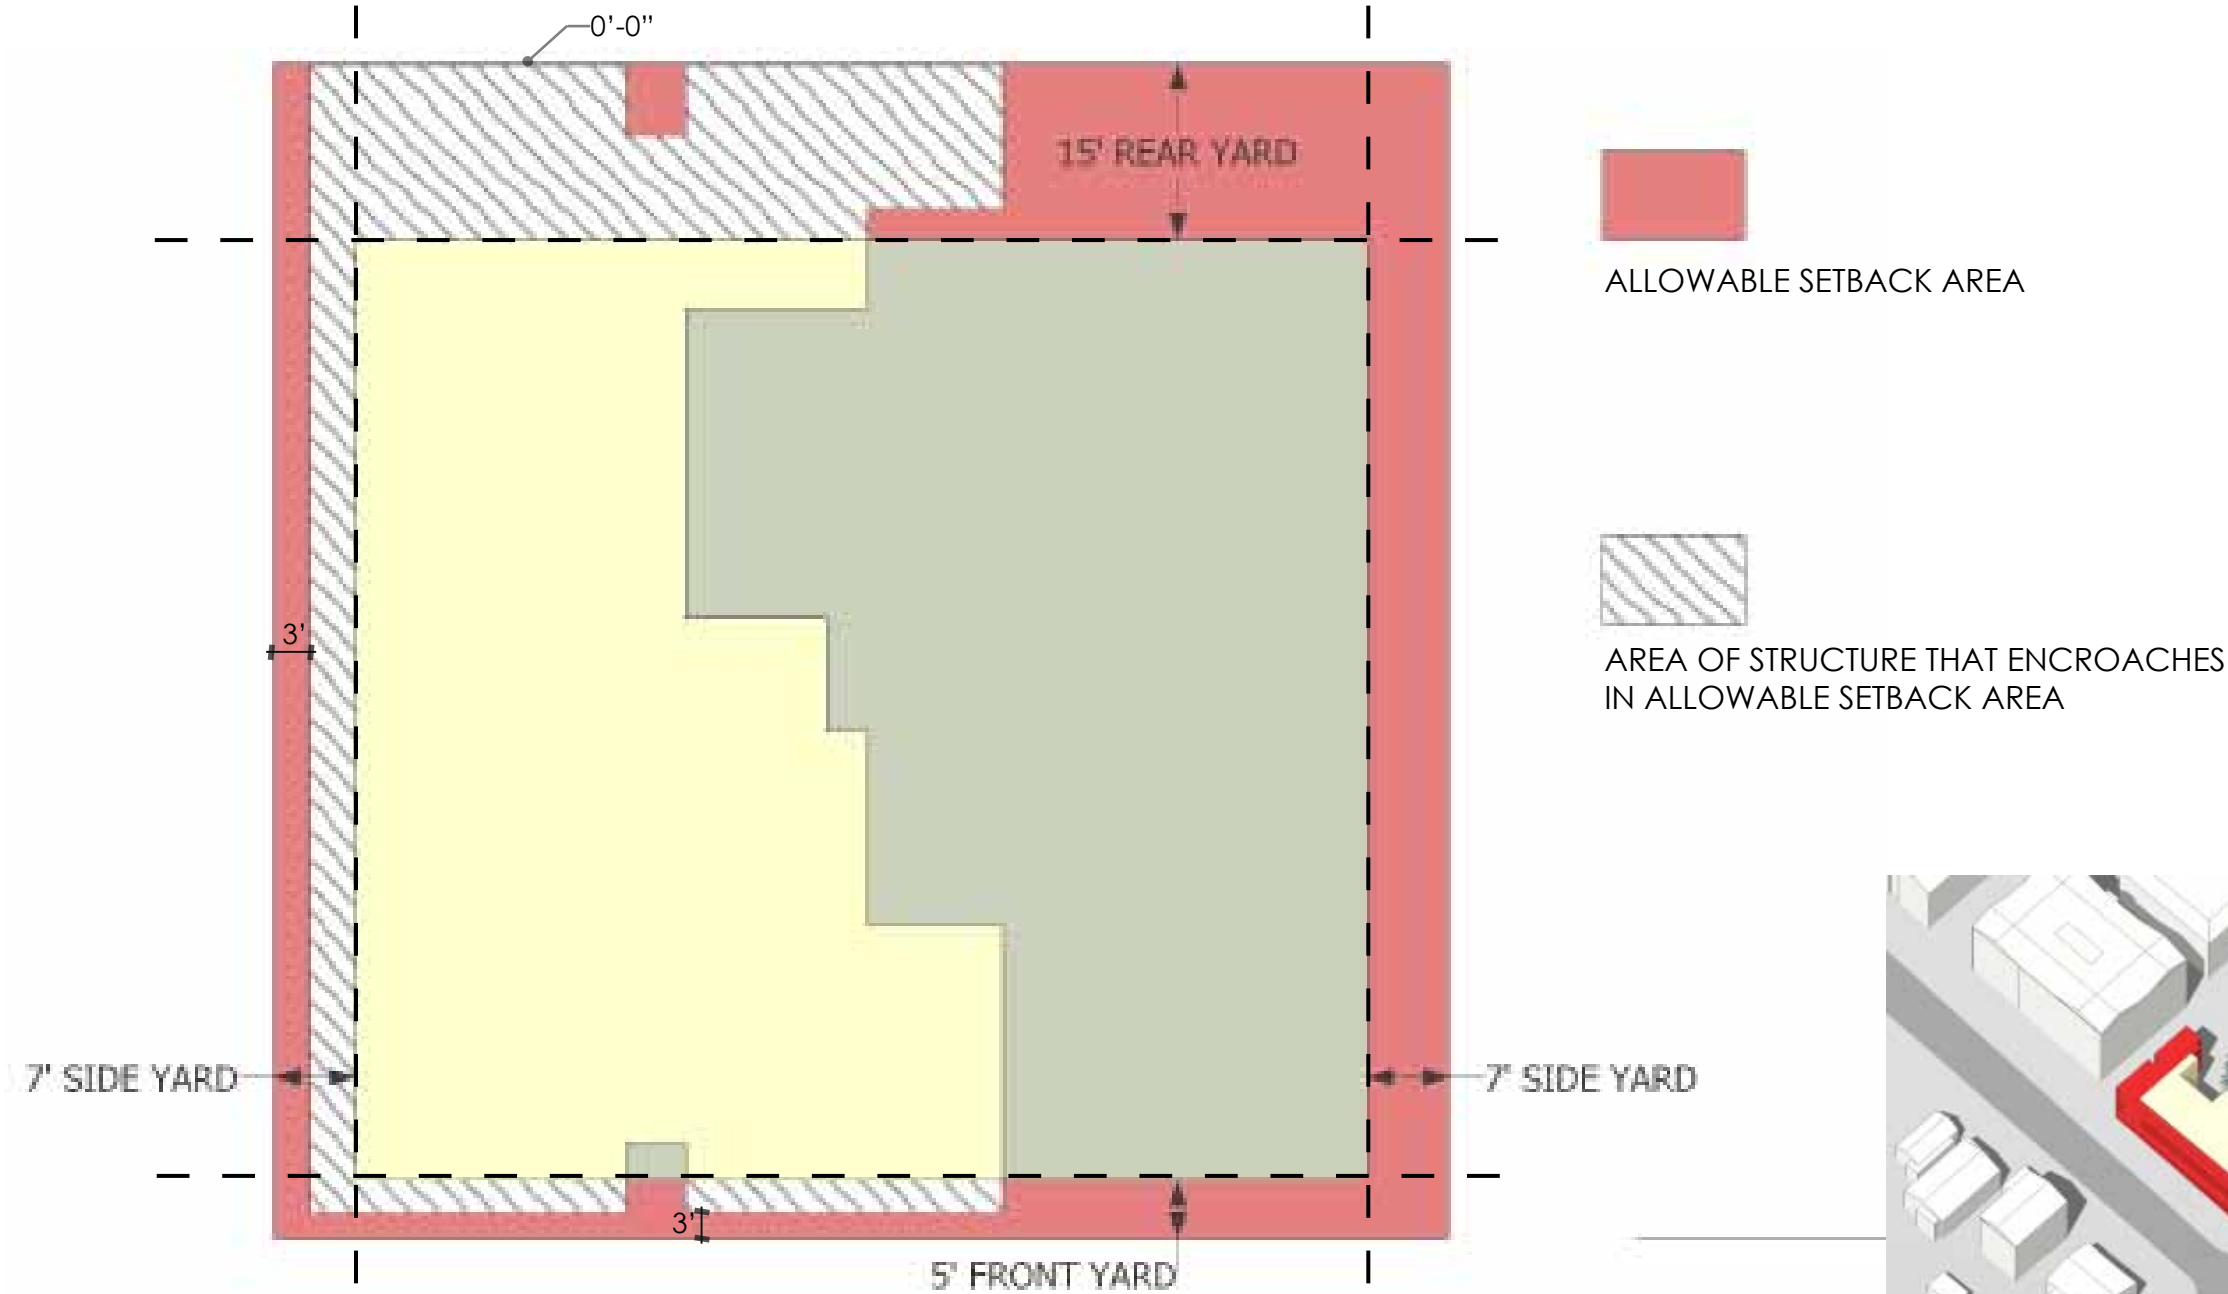 0’-0”
15' REAR YARD
ALLOWABLE SETBACK AREA
3’
AREA OF STRUCTURE THAT ENCROACHES
IN ALLOWABLE SETBACK AREA
7' SIDE YARD
7' SIDE YARD
3’
5' FRONT YARD